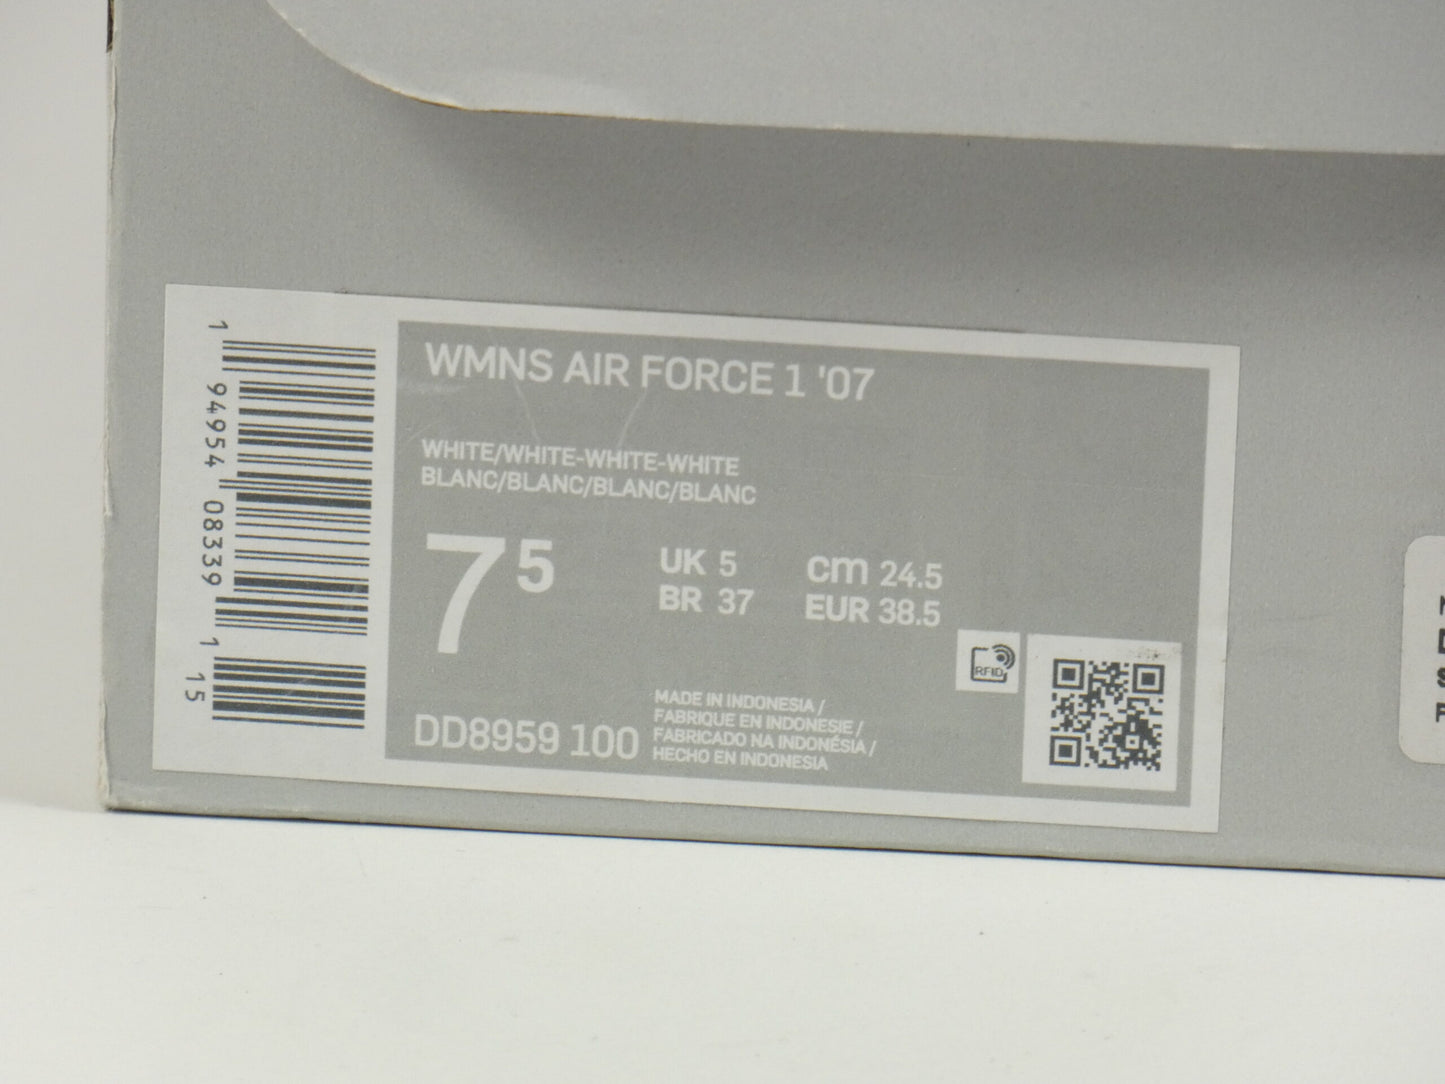 WMNS AIR FORCE 1 '07
WHITE/WHITE-WHITE-WHITE
BLANC/BLANC/BLANC/BLANC
7 5
UK 5 cm 24.5
BR 37 EUR 38.5
RFID
DD8959 100
MADE IN INDONESIA /
FABRIQUE EN INDONESIE /
FABRICADO NA INDONÉSIA /
HECHO EN INDONESIA
1 94954 08339 1 15